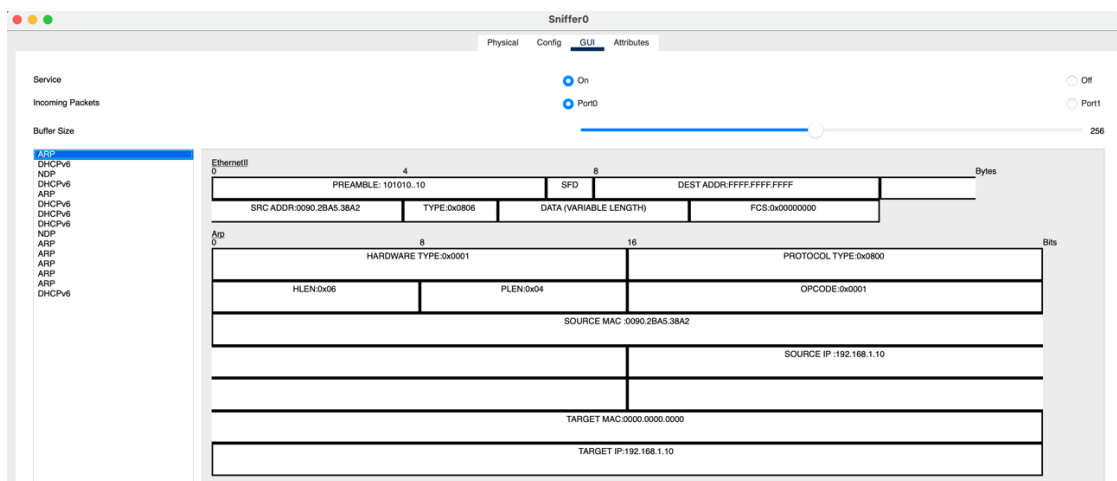 Sniffer0
Physical Config GUI Attributes
Service On Off
Incoming Packets Port0 Port1
Buffer Size 256
ARP
DHCPv6
NDP
DHCPv6
ARP
DHCPv6
DHCPv6
DHCPv6
NDP
ARP
ARP
ARP
ARP
ARP
DHCPv6
EthernetII
0 4 8 Bytes
PREAMBLE: 101010..10 SFD DEST ADDR:FFFF.FFFF.FFFF
SRC ADDR:0090.2BA5.38A2 TYPE:0x0806 DATA (VARIABLE LENGTH) FCS:0x00000000
Arp
0 8 16 Bits
HARDWARE TYPE:0x0001 PROTOCOL TYPE:0x0800
HLEN:0x06 PLEN:0x04 OPCODE:0x0001
SOURCE MAC :0090.2BA5.38A2
SOURCE IP :192.168.1.10
TARGET MAC:0000.0000.0000
TARGET IP:192.168.1.10